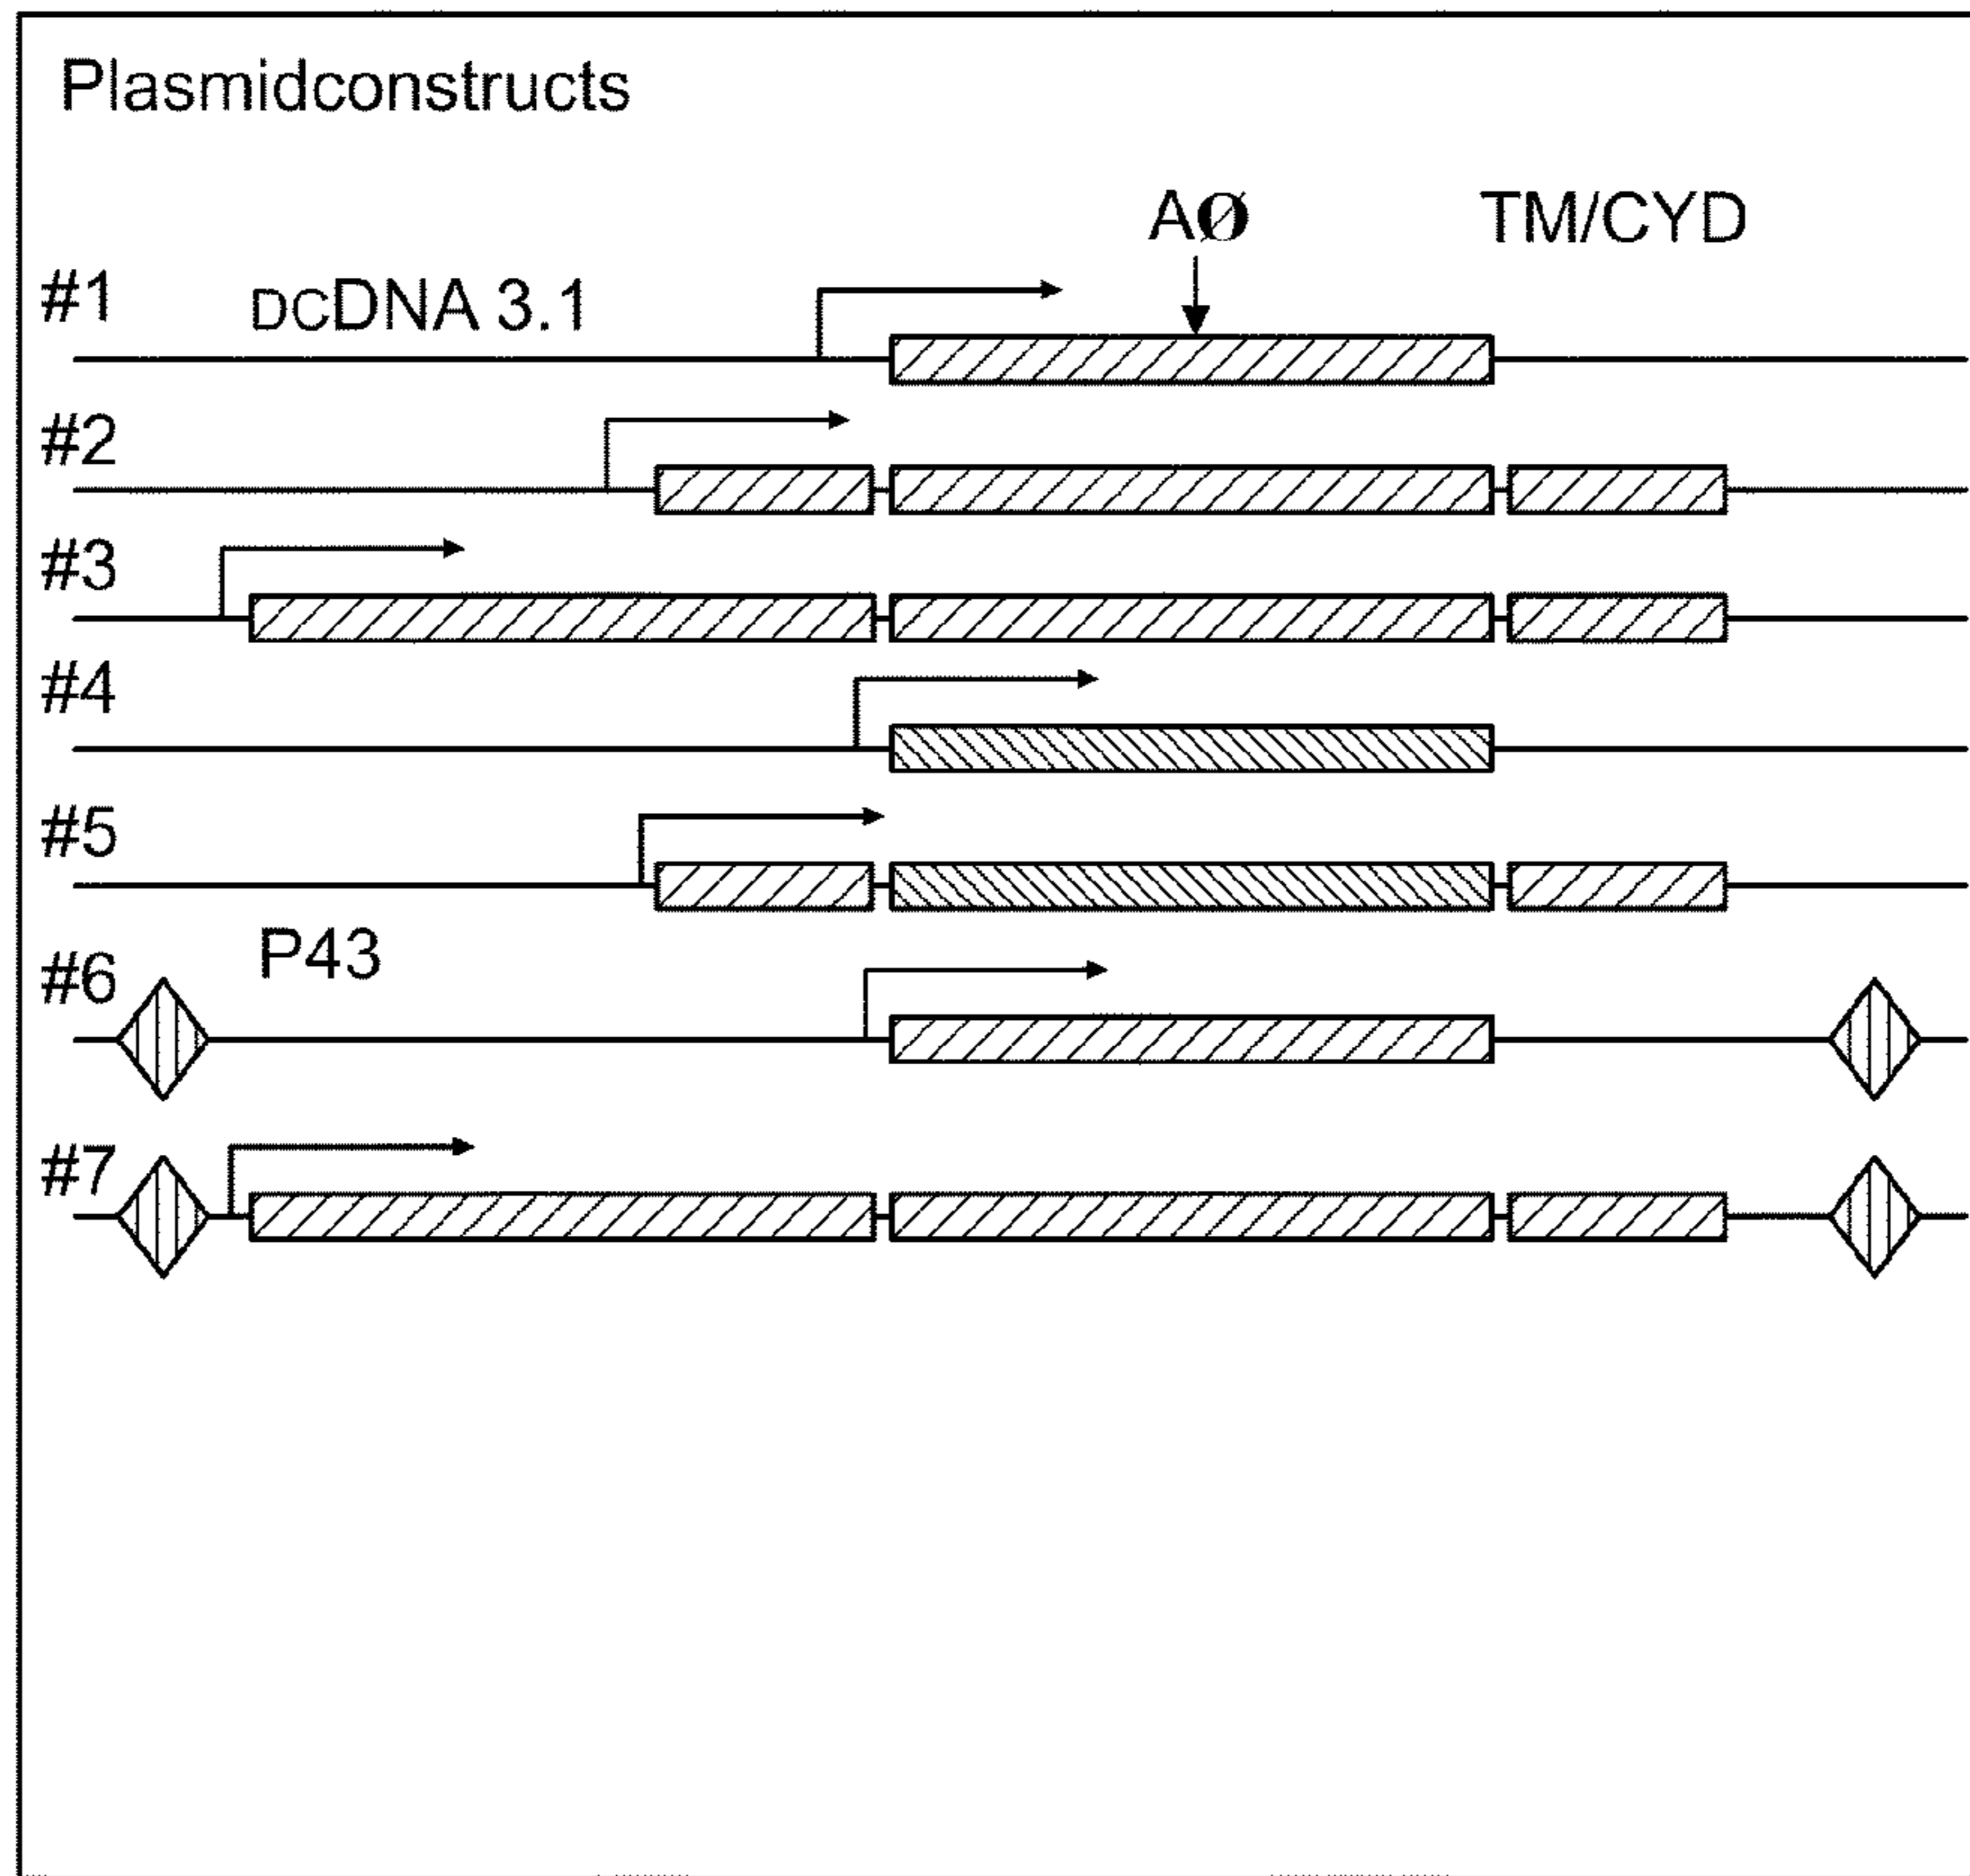 Plasmidconstructs
AØ TM/CYD
#1 DCDNA 3.1
#2
#3
#4
#5
#6 P43
#7